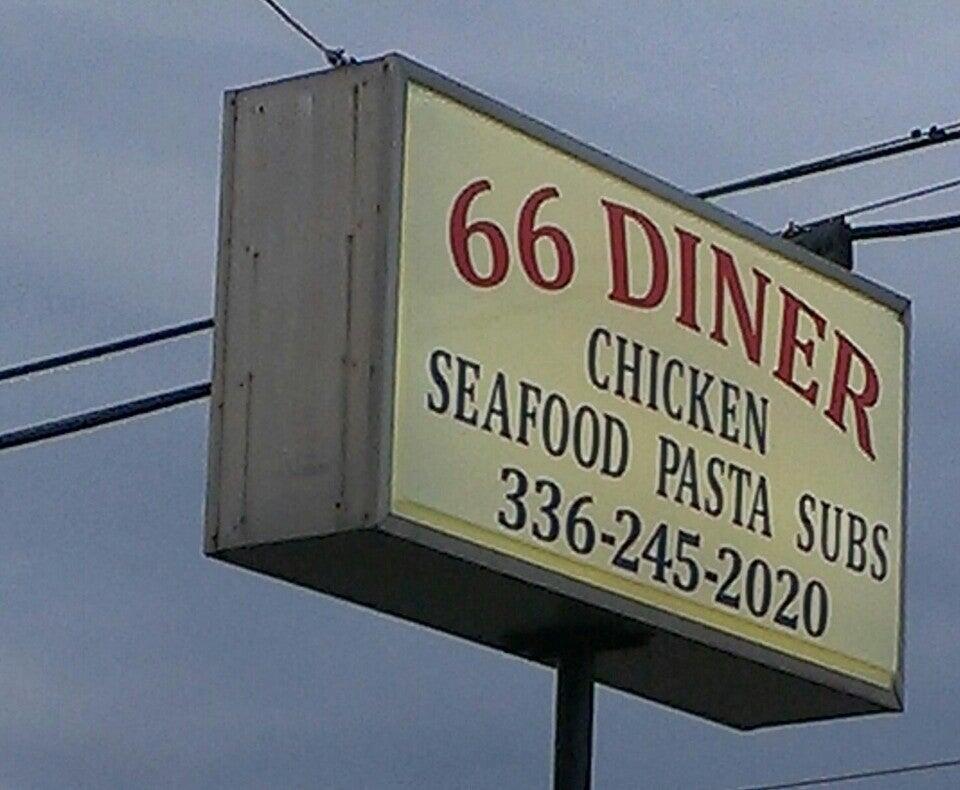 66 DINER
CHICKEN
SEAFOOD PASTA SUBS
336-245-2020